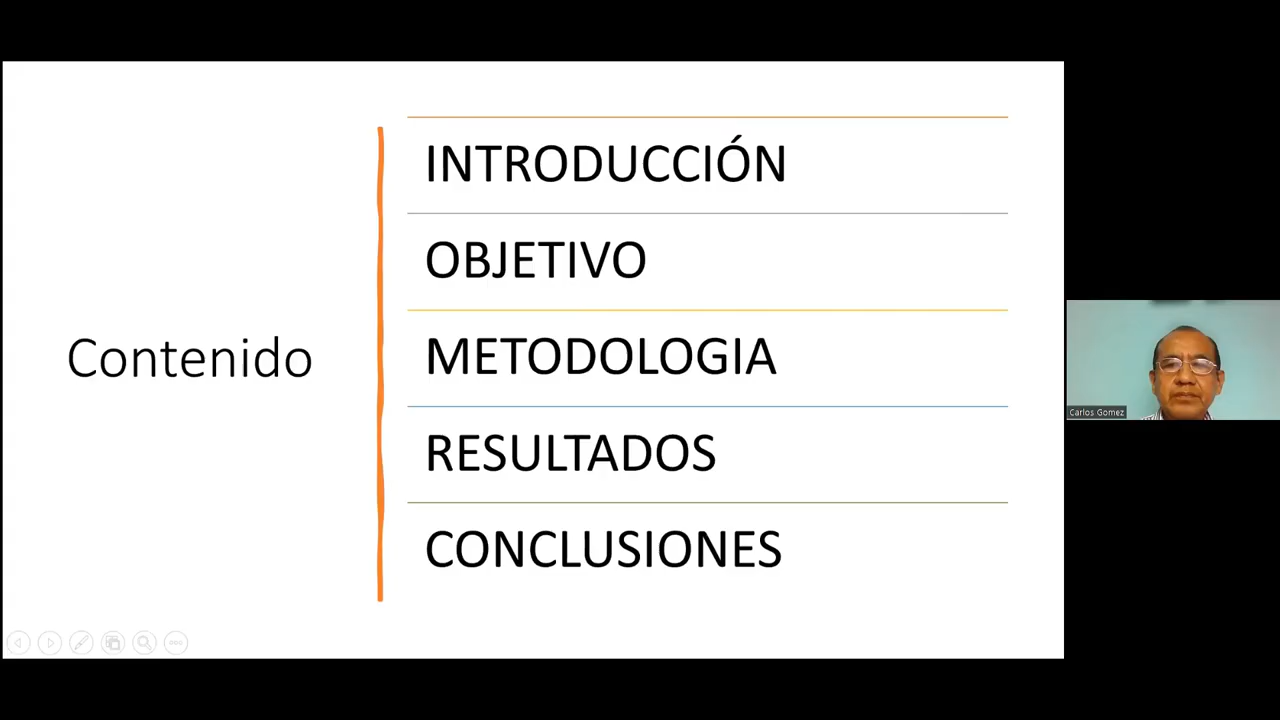 Contenido
INTRODUCCIÓN
OBJETIVO
METODOLOGIA
RESULTADOS
CONCLUSIONES
Carlos Gomez